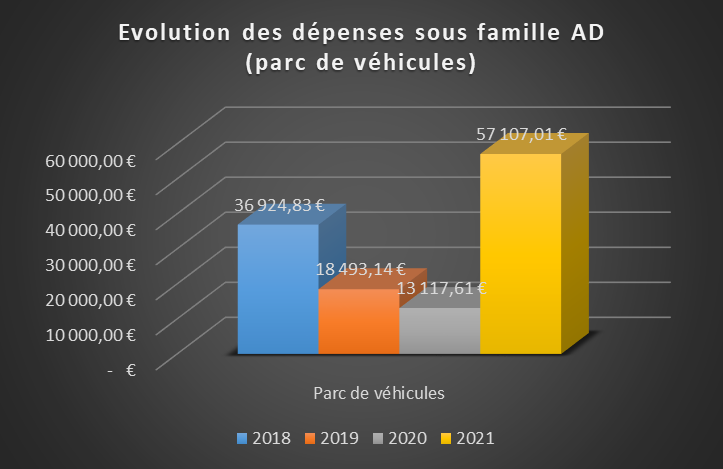 Evolution des dépenses sous famille AD
(parc de véhicules)
60 000,00 €
50 000,00 €
40 000,00 €
30 000,00 €
20 000,00 €
10 000,00 €
- €
36 924,83 €
18 493,14 €
13 117,61 €
57 107,01 €
Parc de véhicules
2018 2019 2020 2021